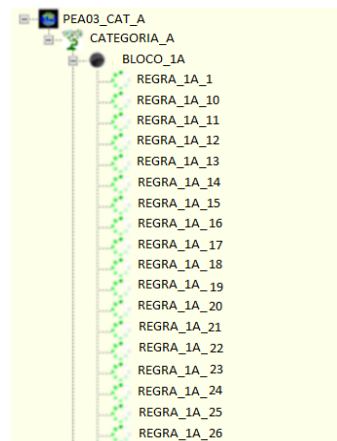 PEA03_CAT_A
CATEGORIA_A
BLOCO_1A
REGRA_1A_1
REGRA_1A_10
REGRA_1A_11
REGRA_1A_12
REGRA_1A_13
REGRA_1A_14
REGRA_1A_15
REGRA_1A_16
REGRA_1A_17
REGRA_1A_18
REGRA_1A_19
REGRA_1A_20
REGRA_1A_21
REGRA_1A_22
REGRA_1A_23
REGRA_1A_24
REGRA_1A_25
REGRA_1A_26